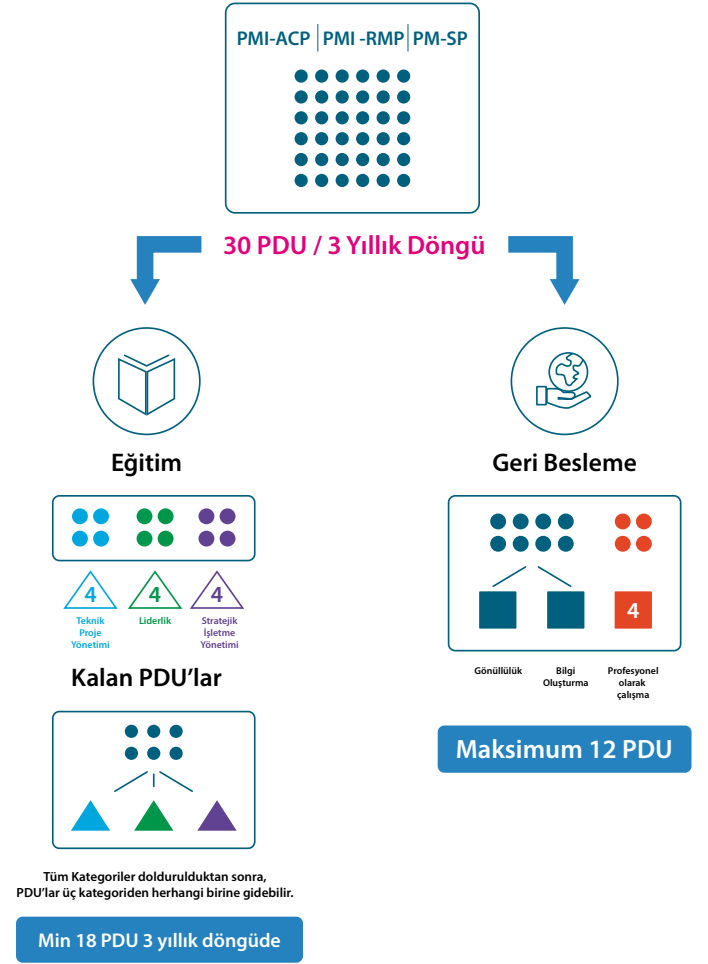 PMI-ACP PMI -RMP PM-SP
30 PDU / 3 Yıllık Döngü
Eğitim
4 4 4
Teknik
Proje
Yönetimi
Liderlik
Stratejik
İşletme
Yönetimi
Kalan PDU’lar
Tüm Kategoriler doldurulduktan sonra,
PDU’lar üç kategoriden herhangi birine gidebilir.
Min 18 PDU 3 yıllık döngüde
Geri Besleme
4
Gönüllülük
Bilgi
Oluşturma
Profesyonel
olarak
çalışma
Maksimum 12 PDU